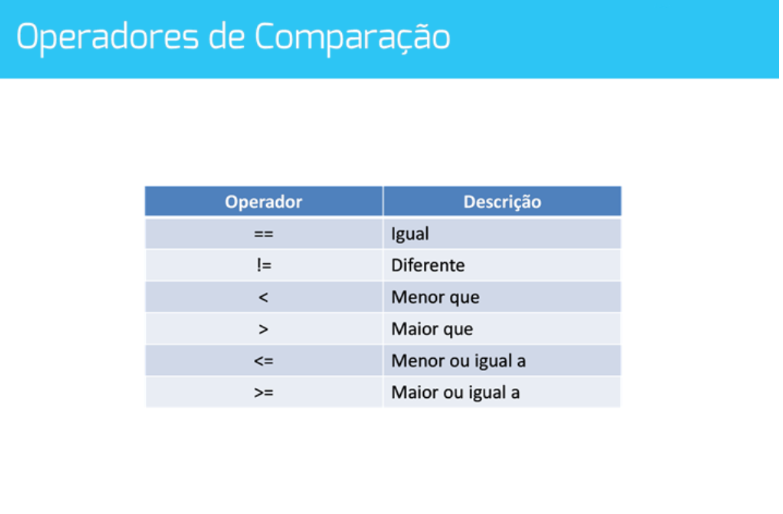 Operadores de Comparação
Operador Descrição
== Igual
!= Diferente
< Menor que
> Maior que
<= Menor ou igual a
>= Maior ou igual a